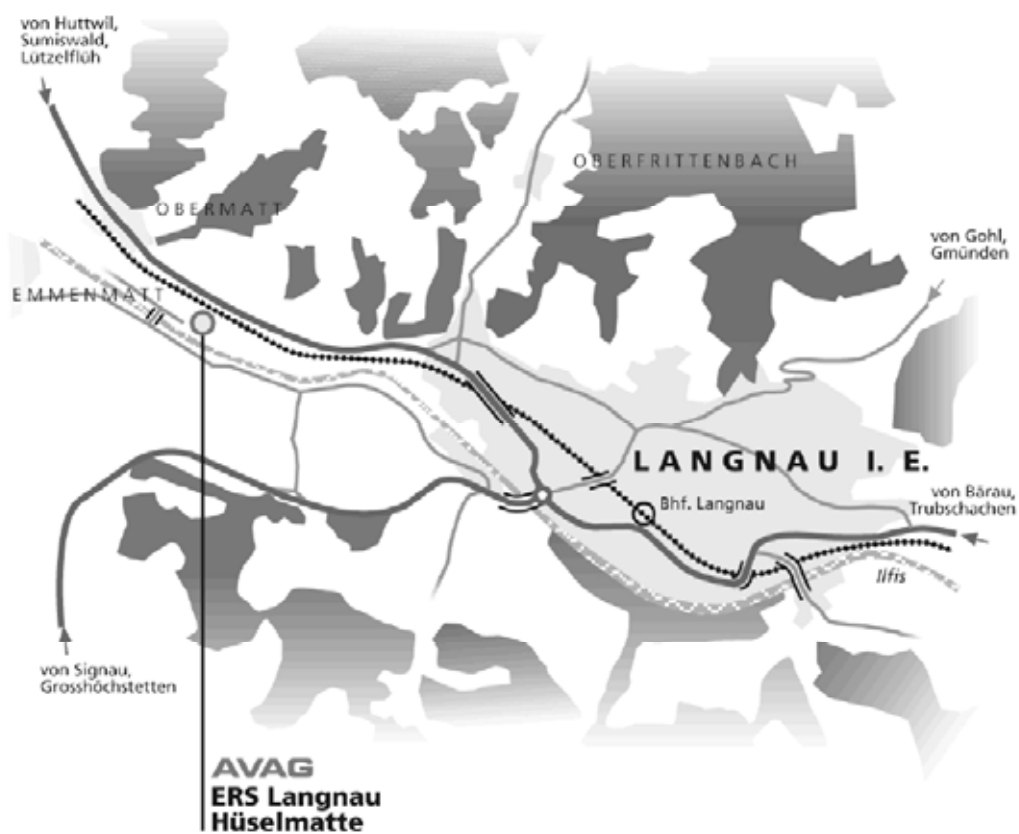 von Huttwil,
Sumiswald,
Lützelflüh
OBERFRITTENBACH
OBERMATT
von Gohl,
Gmünden
EMMENMATT
LANGNAU I. E.
von Bärau,
Trubschachen
Bhf. Langnau
Ilfis
von Signau,
Grosshöchstetten
AVAG
ERS Langnau
Hüselmatte